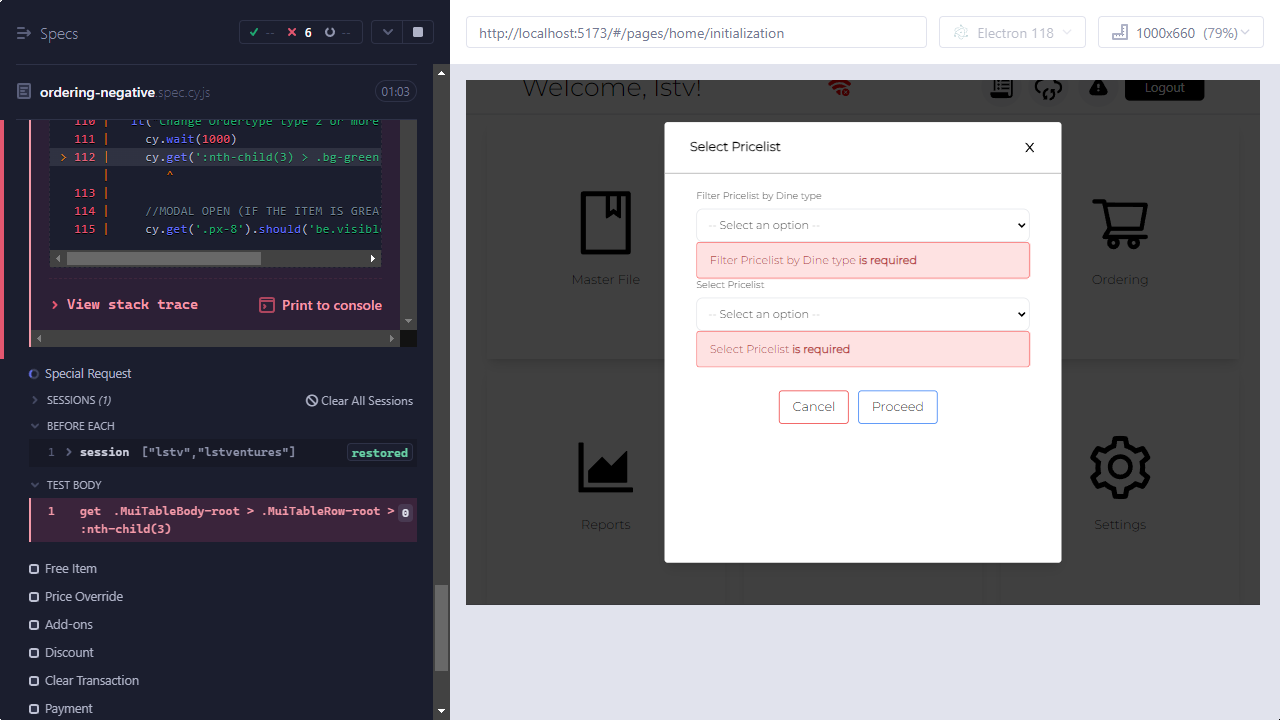 Specs
-- 6 --
ordering-negative.spec.cy.js
01:03
110 | it('Change Ordertype type 2 or more
111 | cy.wait(1000)
> 112 | cy.get(':nth-child(3) > .bg-green
| ^
113 |
114 | //MODAL OPEN (IF THE ITEM IS GREAT
115 | cy.get('.px-8').should('be.visible
> View stack trace
Print to console
Special Request
SESSIONS (1)
Clear All Sessions
BEFORE EACH
1 session ["lstv","lstventures"] restored
TEST BODY
1 get .MuiTableBody-root > .MuiTableRow-root > 0
:nth-child(3)
Free Item
Price Override
Add-ons
Discount
Clear Transaction
Payment
http://localhost:5173/#/pages/home/initialization
Electron 118
1000x660 (79%)
Welcome, lstv!
Logout
Master File
Ordering
Reports
Settings
Select Pricelist
X
Filter Pricelist by Dine type
-- Select an option --
Filter Pricelist by Dine type is required
Select Pricelist
-- Select an option --
Select Pricelist is required
Cancel
Proceed